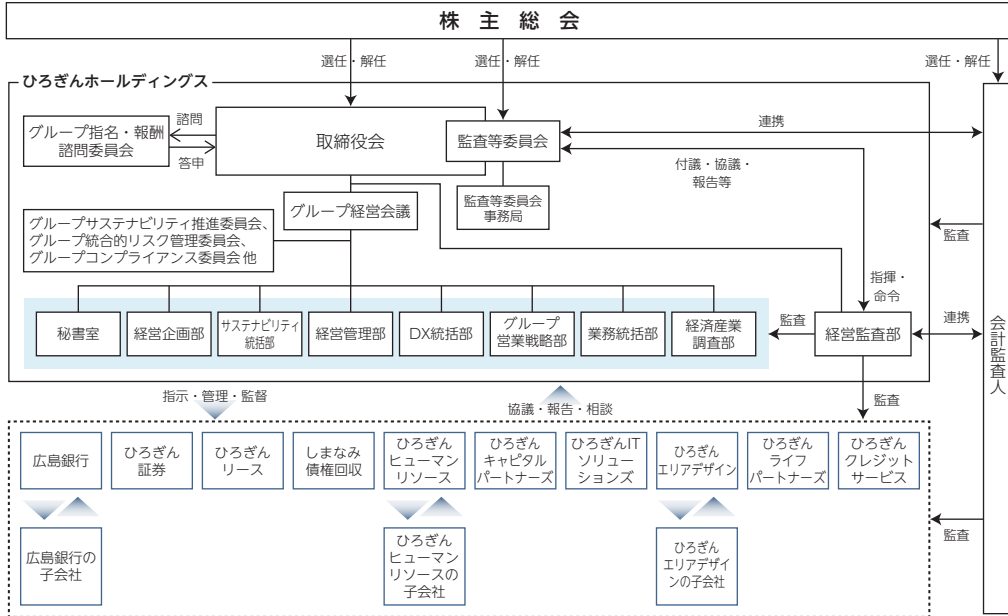 株主総会
選任・解任
選任・解任
選任・解任
ひろぎんホールディングス
グループ指名・報酬
諮問委員会
諮問
答申
取締役会
監査等委員会
連携
付議・協議・
報告等
グループ経営会議
監査等委員会
事務局
グループサステナビリティ推進委員会、
グループ統合的リスク管理委員会、
グループコンプライアンス委員会 他
監査
指揮・
命令
秘書室
経営企画部
サステナビリティ
統括部
経営管理部
DX統括部
グループ
営業戦略部
業務統括部
経済産業
調査部
監査
経営監査部
連携
会計監査人
指示・管理・監督
協議・報告・相談
監査
広島銀行
ひろぎん
証券
ひろぎん
リース
しまなみ
債権回収
ひろぎん
ヒューマン
リソース
ひろぎん
キャピタル
パートナーズ
ひろぎんIT
ソリュー
ションズ
ひろぎん
エリアデザイン
ひろぎん
ライフ
パートナーズ
ひろぎん
クレジット
サービス
監査
広島銀行の
子会社
ひろぎん
ヒューマン
リソースの
子会社
ひろぎん
エリアデザイ
ンの子会社